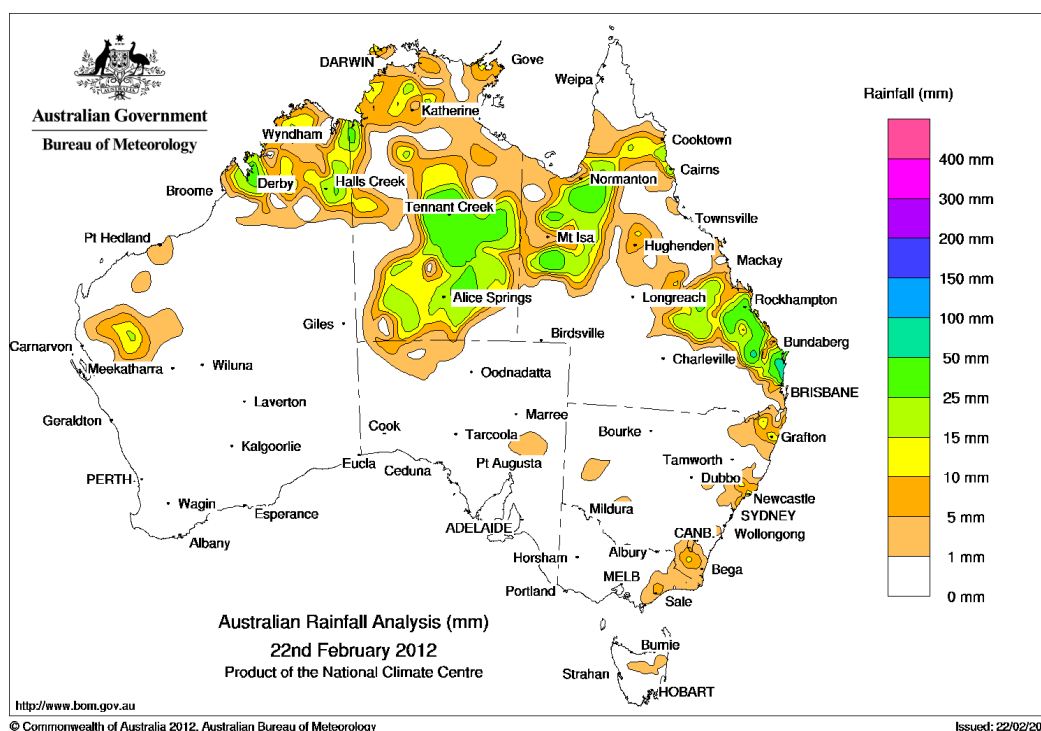 Australian Government
Bureau of Meteorology
DARWIN
Gove
Weipa
Katherine
Wyndham
Cooktown
Cairns
Derby
Halls Creek
Normanton
Broome
Tennant Creek
Townsville
Pt Hedland
Mt Isa
Hughenden
Mackay
Alice Springs
Longreach
Rockhampton
Giles
Birdsville
Bundaberg
Carnarvon
Meekatharra
Wiluna
Oodnadatta
Charleville
BRISBANE
Laverton
Marree
Geraldton
Cook
Tarcoola
Bourke
Grafton
Kalgoorlie
Eucla
Ceduna
Pt Augusta
Tamworth
Dubbo
PERTH
Wagin
Esperance
Albany
ADELAIDE
Mildura
Newcastle
SYDNEY
Wollongong
CANB.
Horsham
Albury
MELB
Bega
Portland
Sale
Burnie
Strahan
HOBART
Rainfall (mm)
400 mm
300 mm
200 mm
150 mm
100 mm
50 mm
25 mm
15 mm
10 mm
5 mm
1 mm
0 mm
Australian Rainfall Analysis (mm)
22nd February 2012
Product of the National Climate Centre
http://www.bom.gov.au
© Commonwealth of Australia 2012, Australian Bureau of Meteorology
Issued: 22/02/20